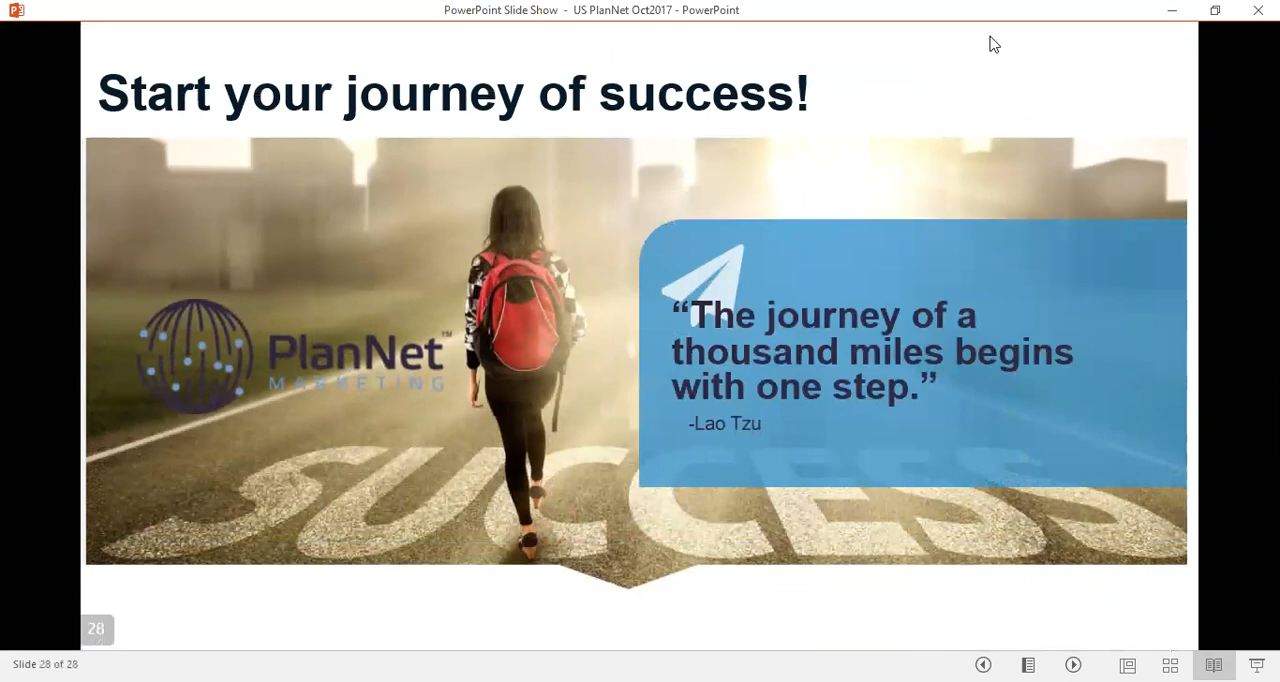 PowerPoint Slide Show - US PlanNet Oct2017 - PowerPoint
Start your journey of success!
PlanNet™
MARKETING
“The journey of a
thousand miles begins
with one step.”
-Lao Tzu
SUCCESS
28
Slide 28 of 28